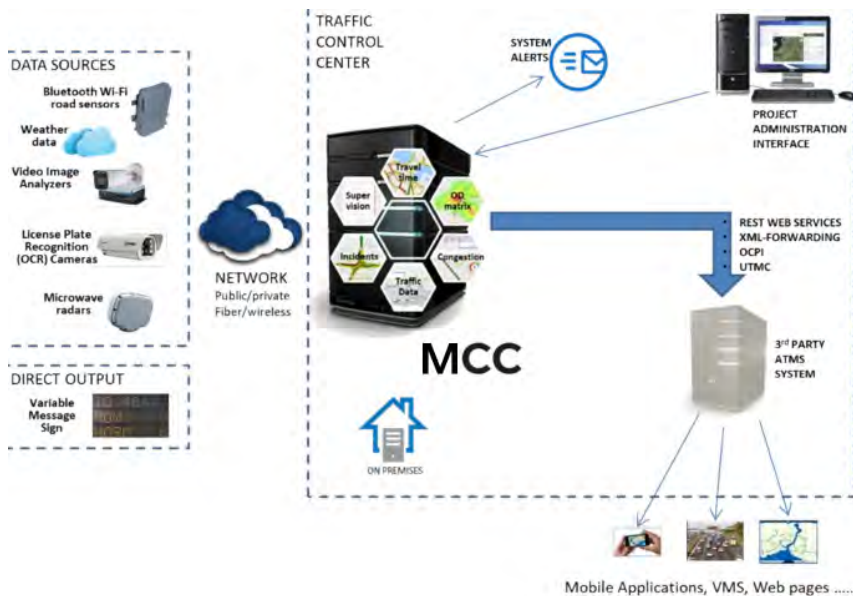 TRAFFIC
CONTROL
CENTER
SYSTEM
ALERTS
PROJECT
ADMINISTRATION
INTERFACE
DATA SOURCES
Bluetooth Wi-Fi
road sensors
Weather
data
Video Image
Analyzers
License Plate
Recognition
(OCR) Cameras
Microwave
radars
DIRECT OUTPUT
Variable
Message
Sign
NETWORK
Public/private
Fiber/wireless
Travel
time
Super
vision
OD
matrix
Incidents
Congestion
Traffic
Data
MCC
ON PREMISES
• REST WEB SERVICES
• XML-FORWARDING
• OCPI
• UTMC
3rd PARTY
ATMS
SYSTEM
Mobile Applications, VMS, Web pages .....